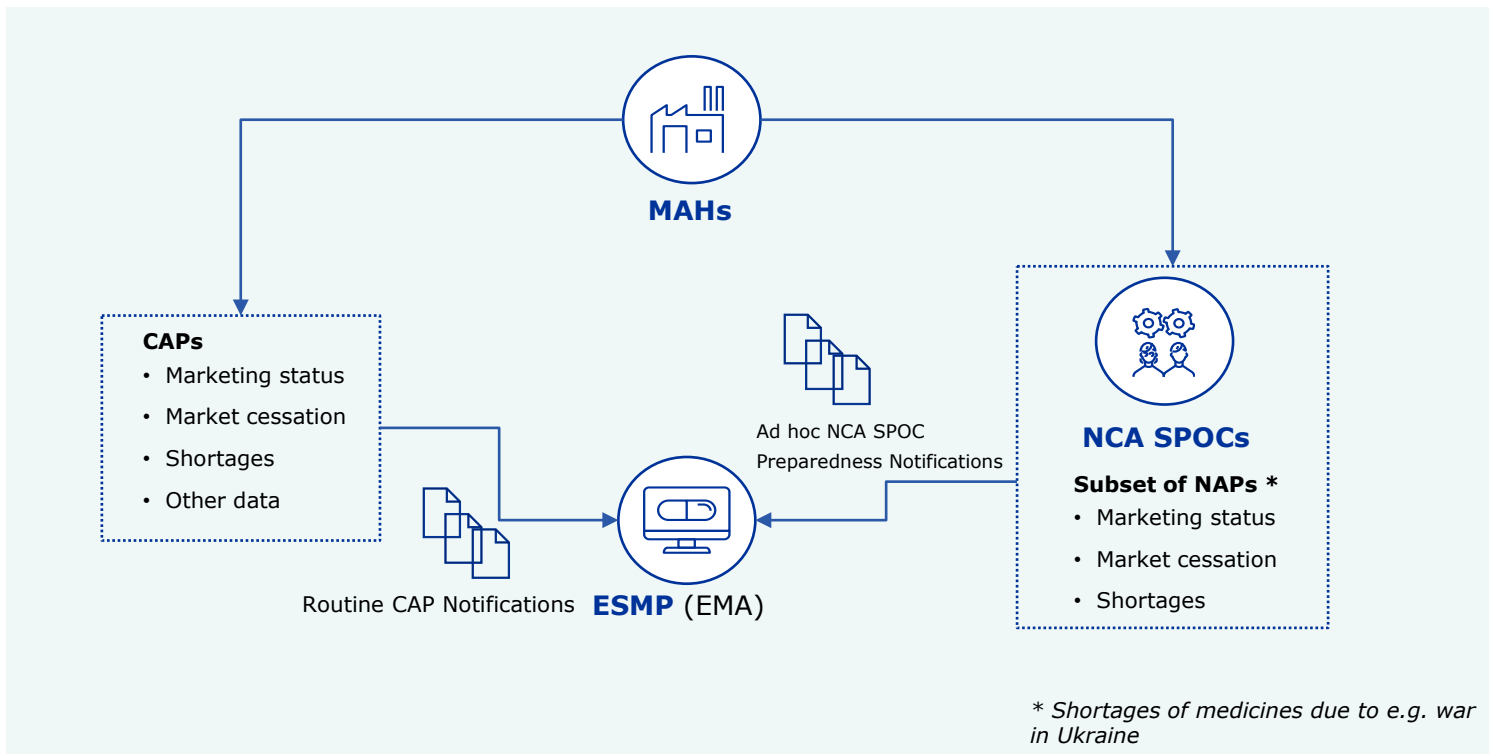 MAHs
CAPs
• Marketing status
• Market cessation
• Shortages
• Other data
Routine CAP Notifications
Ad hoc NCA SPOC
Preparedness Notifications
ESMP (EMA)
NCA SPOCs
Subset of NAPs *
• Marketing status
• Market cessation
• Shortages
* Shortages of medicines due to e.g. war
in Ukraine